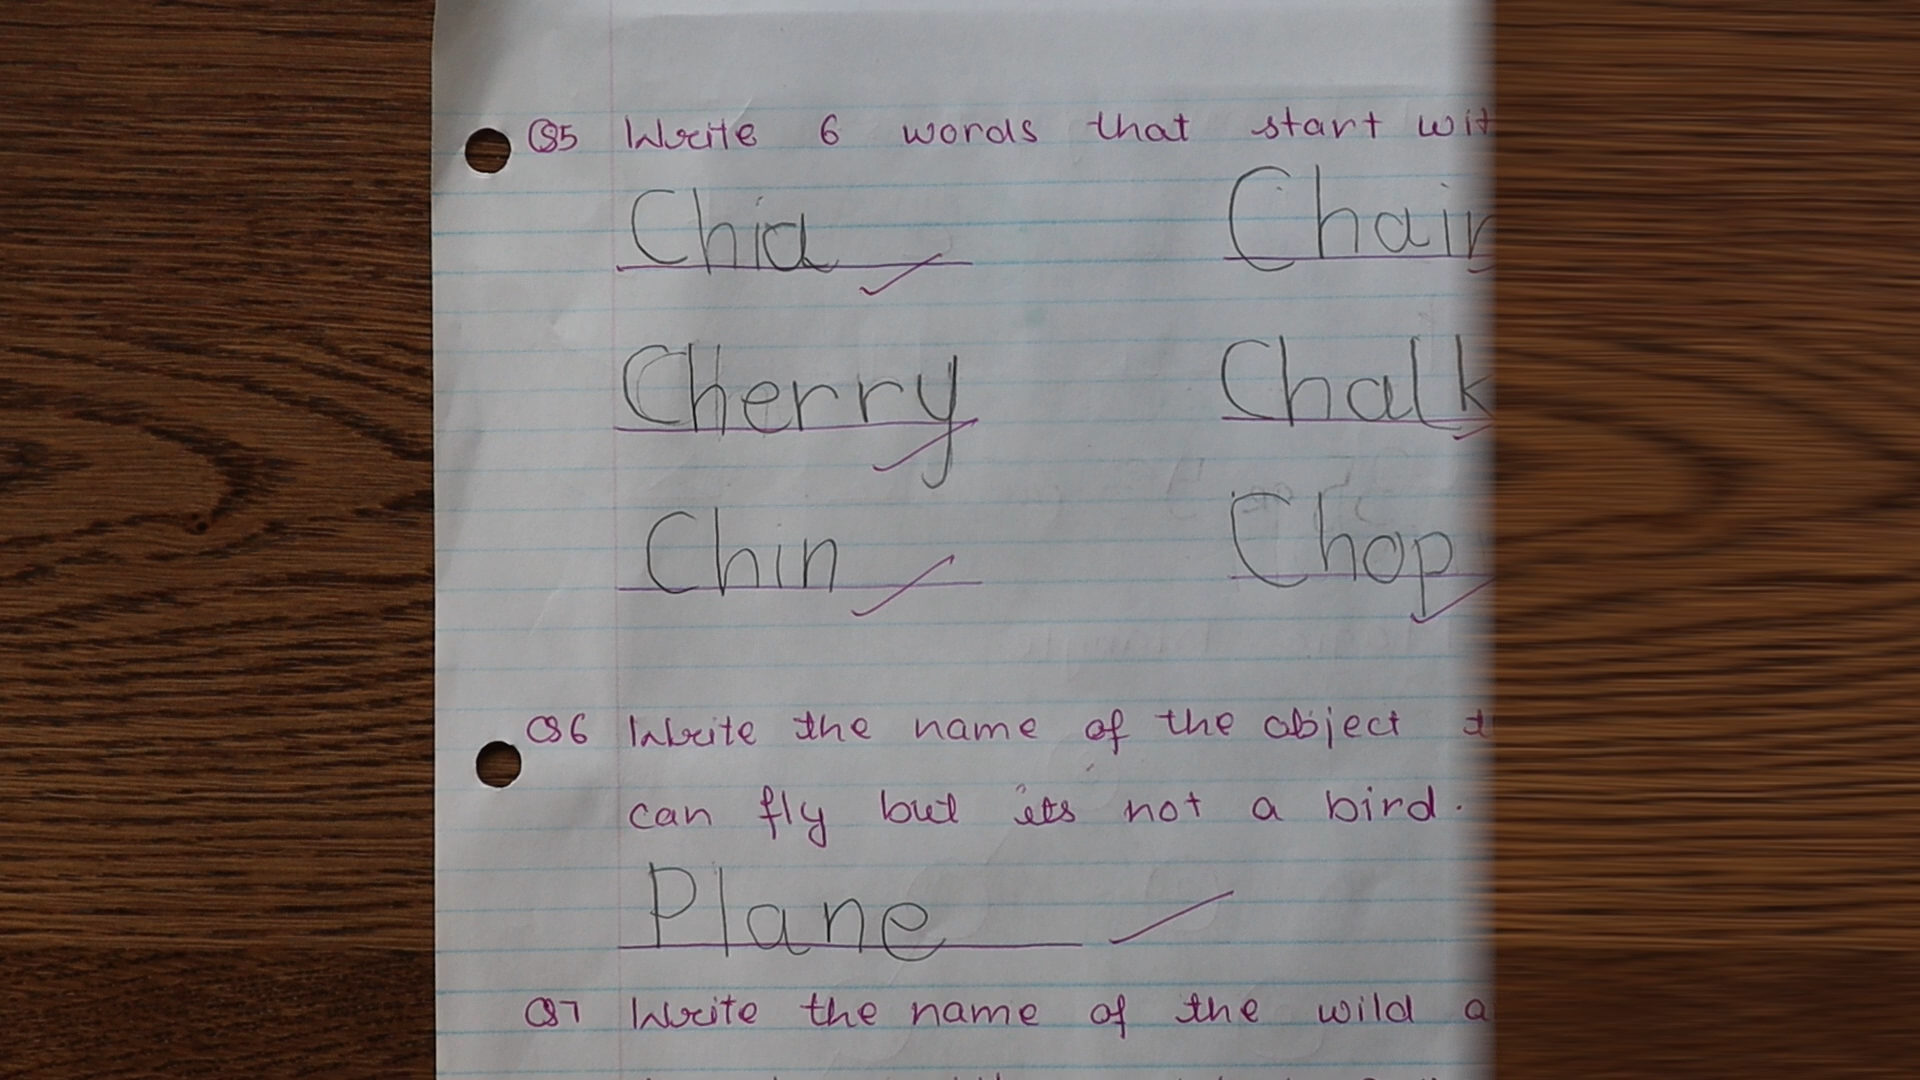 Q5 Write 6 words that start wit
Chia Chair
Cherry Chalk
Chin Chop
Q6 Write the name of the object
can fly but its not a bird.
Plane
Q7 Write the name of the wild a